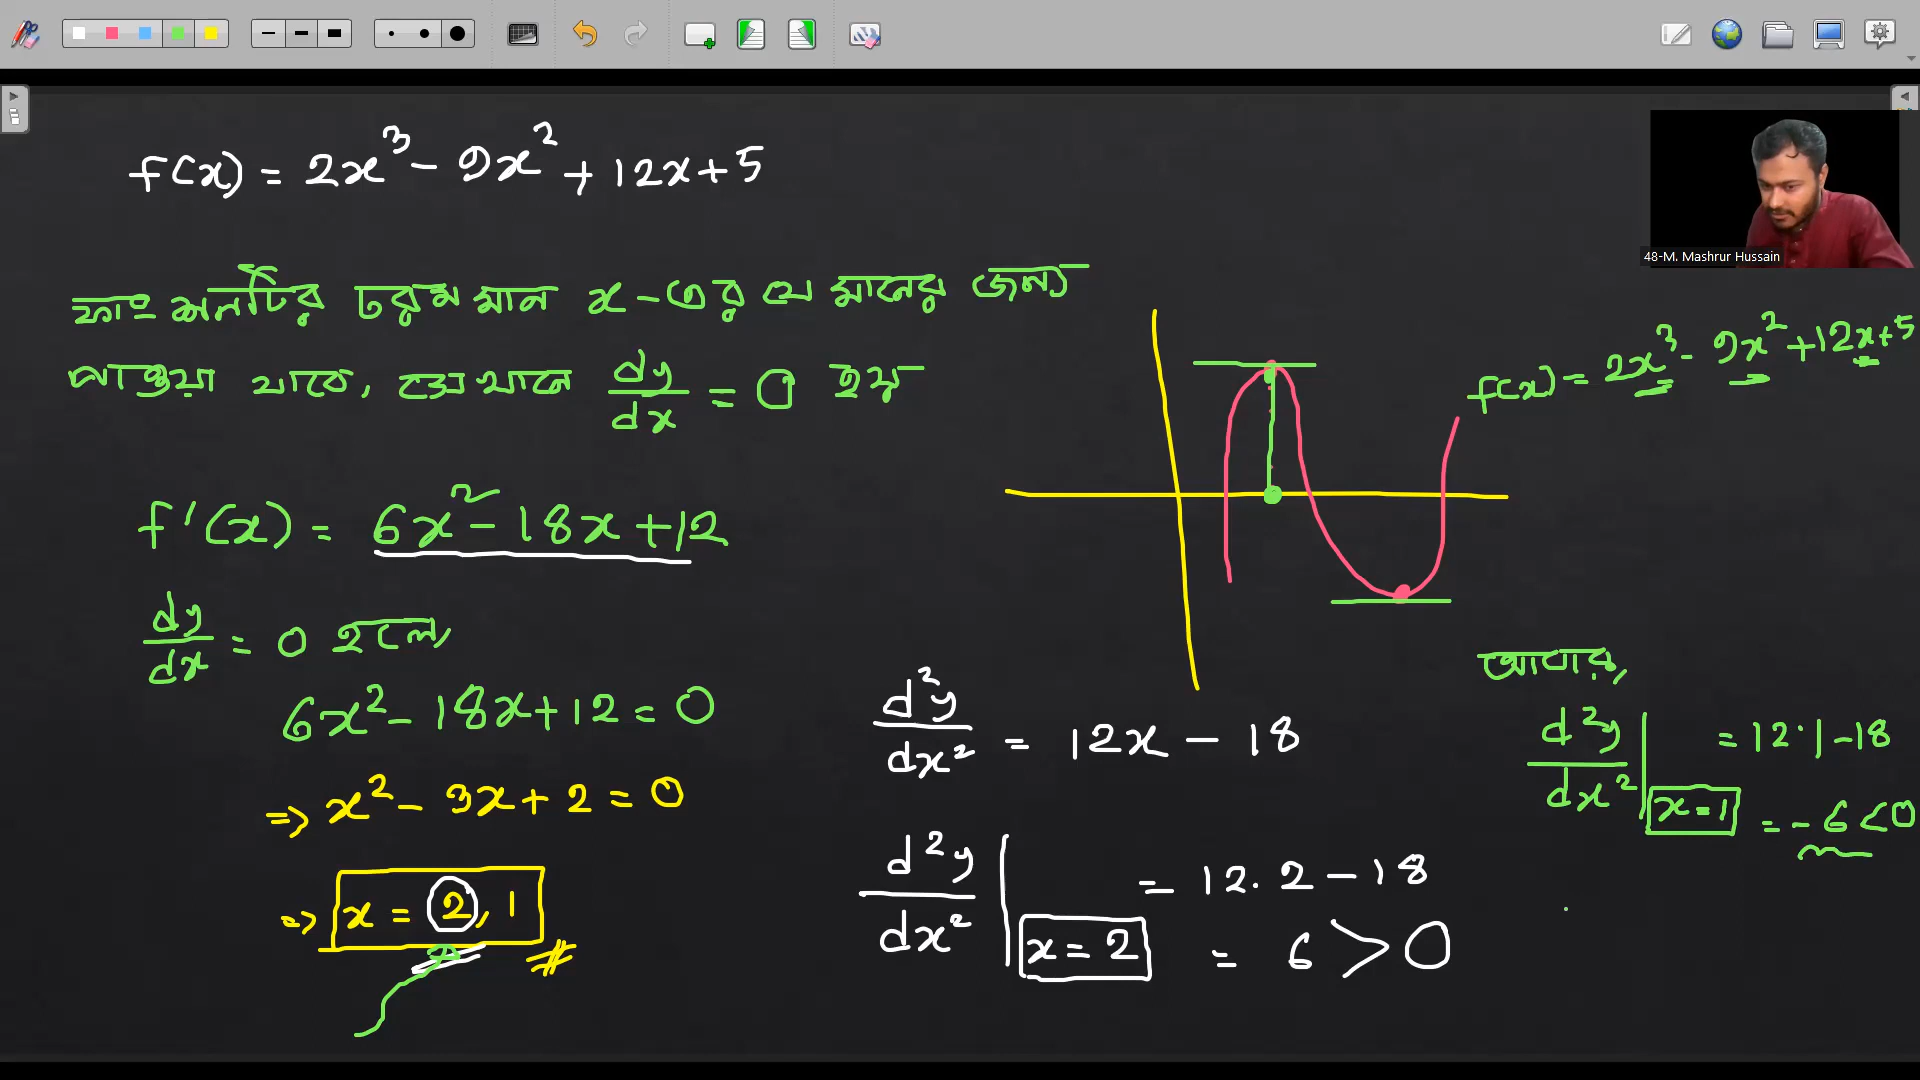 f(x) = 2x³ - 9x² + 12x + 5
48-M. Mashrur Hussain
ফাংশনটির চরম মান x-এর যে মানের জন্য
পাওয়া যাবে, সেখানে dy/dx = 0 হয়
f(x) = 2x³ - 9x² + 12x + 5
f'(x) = 6x² - 18x + 12
dy/dx = 0 হলে,
6x² - 18x + 12 = 0
=> x² - 3x + 2 = 0
=> x = 2, 1
d²y/dx² = 12x - 18
d²y/dx² | x = 2 = 12. 2 - 18
= 6 > 0
আবার,
d²y/dx² | x = 1 = 12·1 - 18
= - 6 < 0